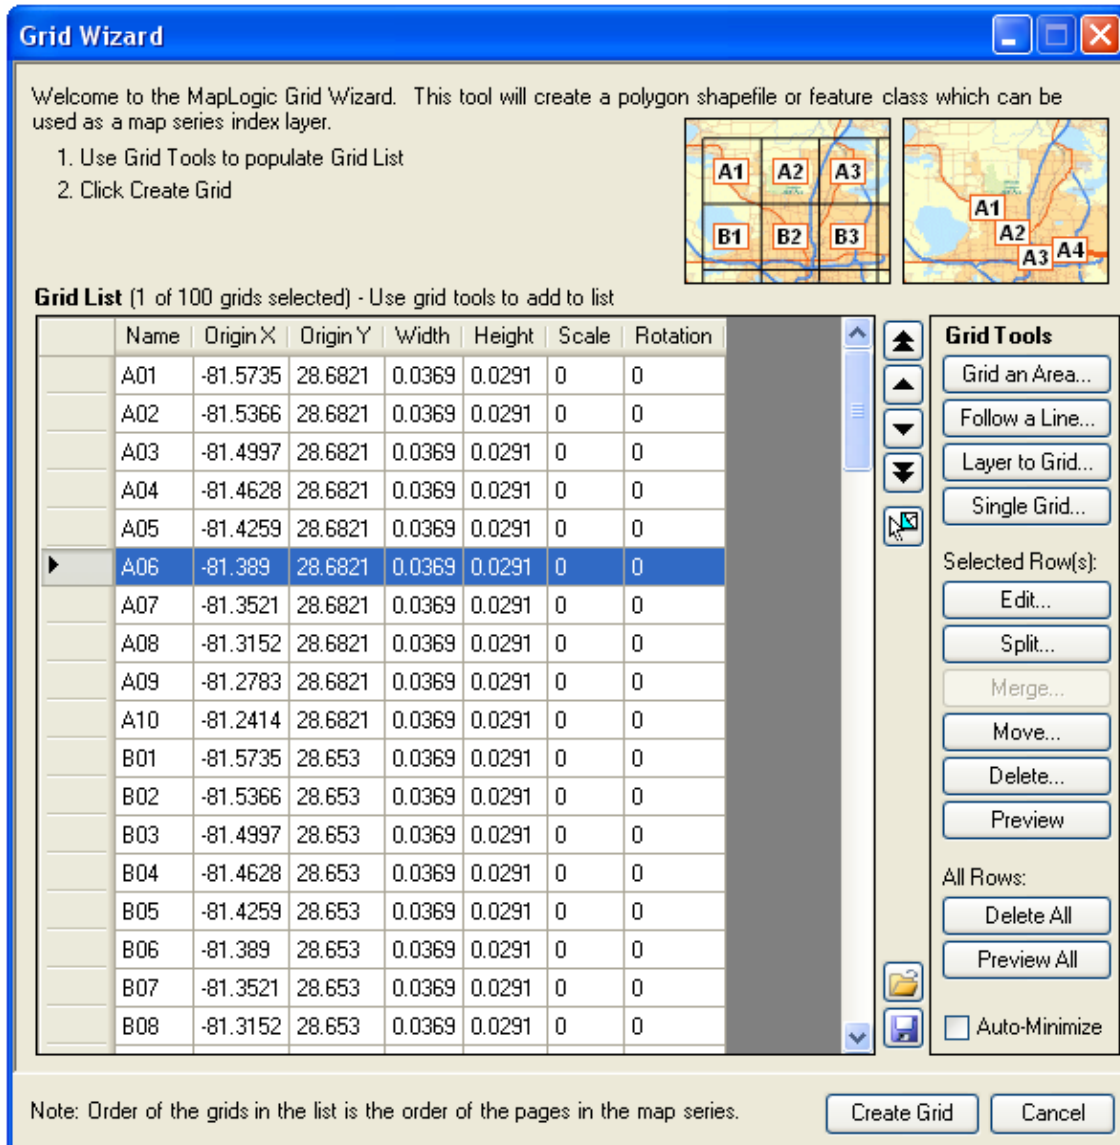 Grid Wizard
Welcome to the MapLogic Grid Wizard. This tool will create a polygon shapefile or feature class which can be
used as a map series index layer.
1. Use Grid Tools to populate Grid List
2. Click Create Grid
A1 A2 A3
B1 B2 B3
A1
A2
A3 A4
Grid List (1 of 100 grids selected) - Use grid tools to add to list
Name Origin X Origin Y Width Height Scale Rotation
A01 -81.5735 28.6821 0.0369 0.0291 0 0
A02 -81.5366 28.6821 0.0369 0.0291 0 0
A03 -81.4997 28.6821 0.0369 0.0291 0 0
A04 -81.4628 28.6821 0.0369 0.0291 0 0
A05 -81.4259 28.6821 0.0369 0.0291 0 0
A06 -81.389 28.6821 0.0369 0.0291 0 0
A07 -81.3521 28.6821 0.0369 0.0291 0 0
A08 -81.3152 28.6821 0.0369 0.0291 0 0
A09 -81.2783 28.6821 0.0369 0.0291 0 0
A10 -81.2414 28.6821 0.0369 0.0291 0 0
B01 -81.5735 28.653 0.0369 0.0291 0 0
B02 -81.5366 28.653 0.0369 0.0291 0 0
B03 -81.4997 28.653 0.0369 0.0291 0 0
B04 -81.4628 28.653 0.0369 0.0291 0 0
B05 -81.4259 28.653 0.0369 0.0291 0 0
B06 -81.389 28.653 0.0369 0.0291 0 0
B07 -81.3521 28.653 0.0369 0.0291 0 0
B08 -81.3152 28.653 0.0369 0.0291 0 0
Grid Tools
Grid an Area...
Follow a Line...
Layer to Grid...
Single Grid...
Selected Row(s):
Edit...
Split...
Merge...
Move...
Delete...
Preview
All Rows:
Delete All
Preview All
Auto-Minimize
Note: Order of the grids in the list is the order of the pages in the map series.
Create Grid
Cancel